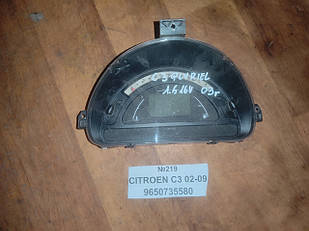 C3 PLURIEL
1.6 16V 03г
№219
CITROEN C3 02-09
9650735580